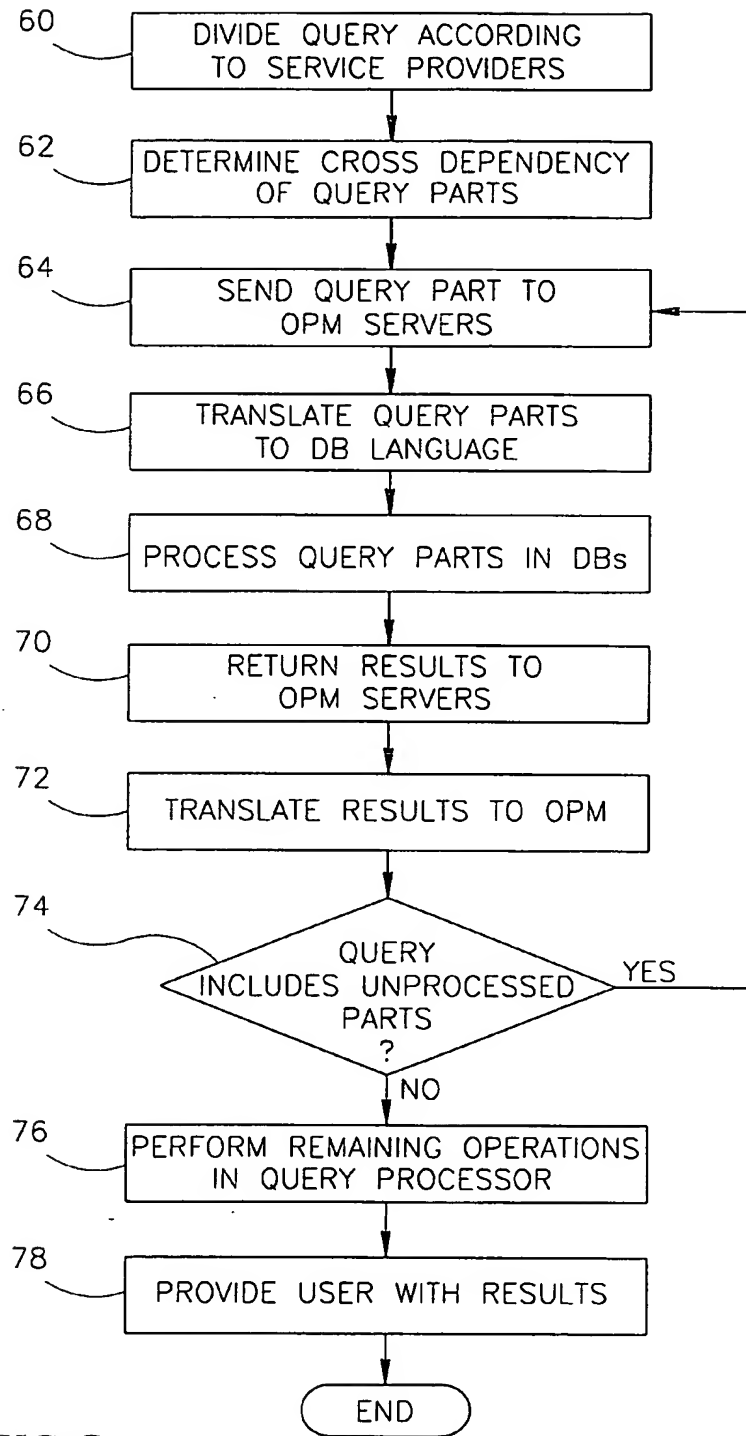 60
DIVIDE QUERY ACCORDING
TO SERVICE PROVIDERS
62
DETERMINE CROSS DEPENDENCY
OF QUERY PARTS
64
SEND QUERY PART TO
OPM SERVERS
66
TRANSLATE QUERY PARTS
TO DB LANGUAGE
68
PROCESS QUERY PARTS IN DBs
70
RETURN RESULTS TO
OPM SERVERS
72
TRANSLATE RESULTS TO OPM
74
QUERY
INCLUDES UNPROCESSED
PARTS
?
YES
NO
76
PERFORM REMAINING OPERATIONS
IN QUERY PROCESSOR
78
PROVIDE USER WITH RESULTS
END